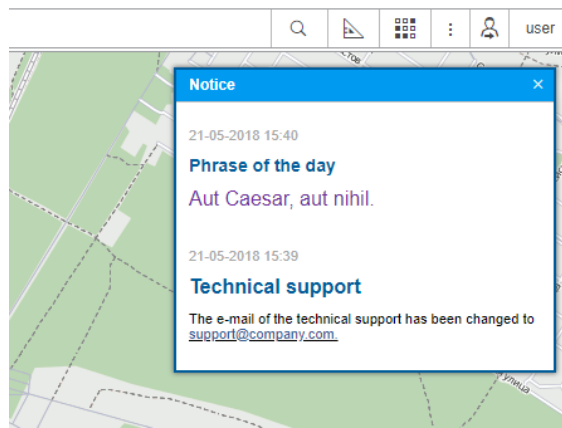 user
Notice
21-05-2018 15:40
Phrase of the day
Aut Caesar, aut nihil.
21-05-2018 15:39
Technical support
The e-mail of the technical support has been changed to
support@company.com.
улица